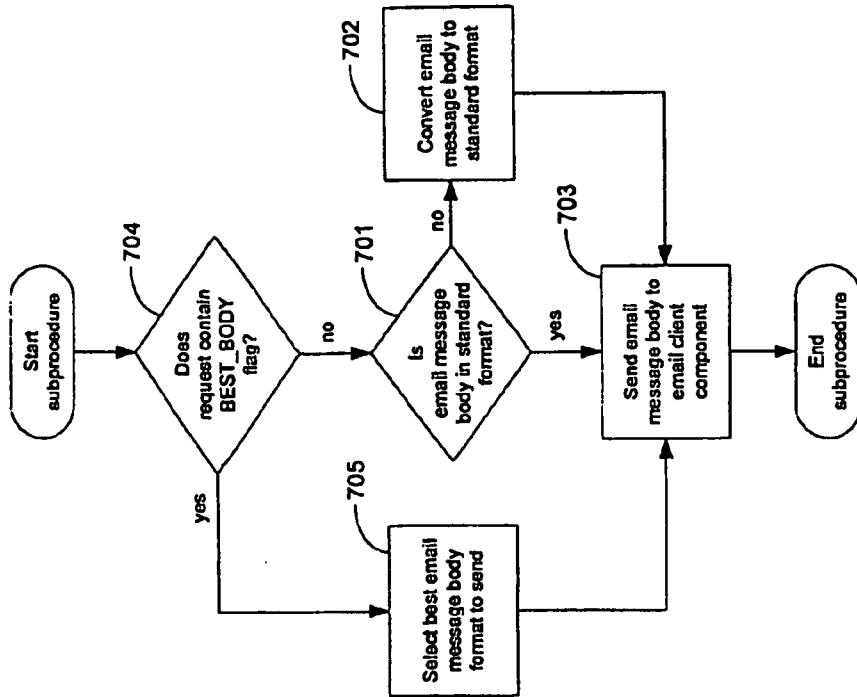 Start
subprocedure
704
Does
request contain
BEST_BODY
flag?
yes
no
705
Select best email
message body
format to send
701
Is
email message
body in standard
format?
no
yes
702
Convert email
message body to
standard format
703
Send email
message body to
email client
component
End
subprocedure